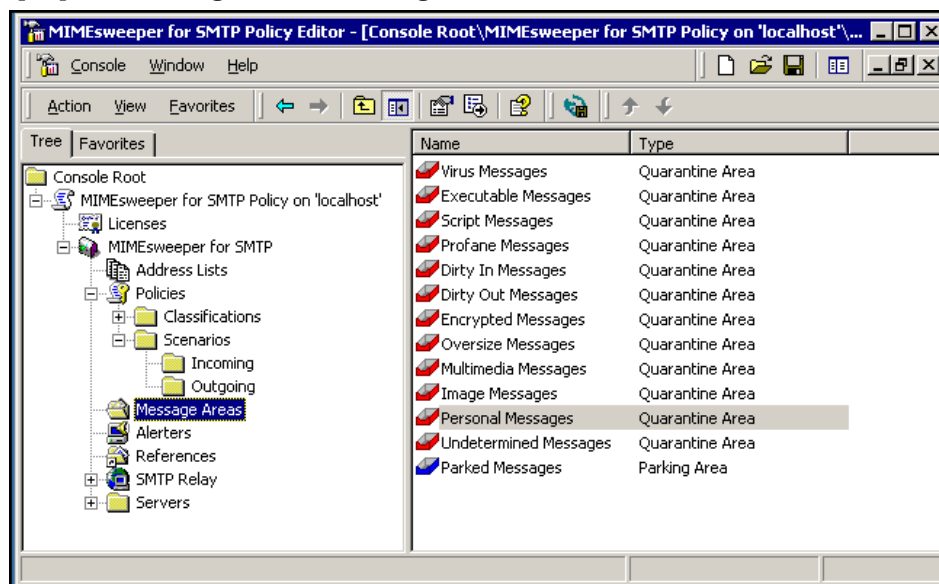 MIMEsweeper for SMTP Policy Editor - [Console Root\MIMEsweeper for SMTP Policy on 'localhost'\...
Console Window Help
Action View Favorites
Tree Favorites
Name Type
Console Root
MIMEsweeper for SMTP Policy on 'localhost'
Licenses
MIMEsweeper for SMTP
Address Lists
Policies
Classifications
Scenarios
Incoming
Outgoing
Message Areas
Alerters
References
SMTP Relay
Servers
Virus Messages Quarantine Area
Executable Messages Quarantine Area
Script Messages Quarantine Area
Profane Messages Quarantine Area
Dirty In Messages Quarantine Area
Dirty Out Messages Quarantine Area
Encrypted Messages Quarantine Area
Oversize Messages Quarantine Area
Multimedia Messages Quarantine Area
Image Messages Quarantine Area
Personal Messages Quarantine Area
Undetermined Messages Quarantine Area
Parked Messages Parking Area